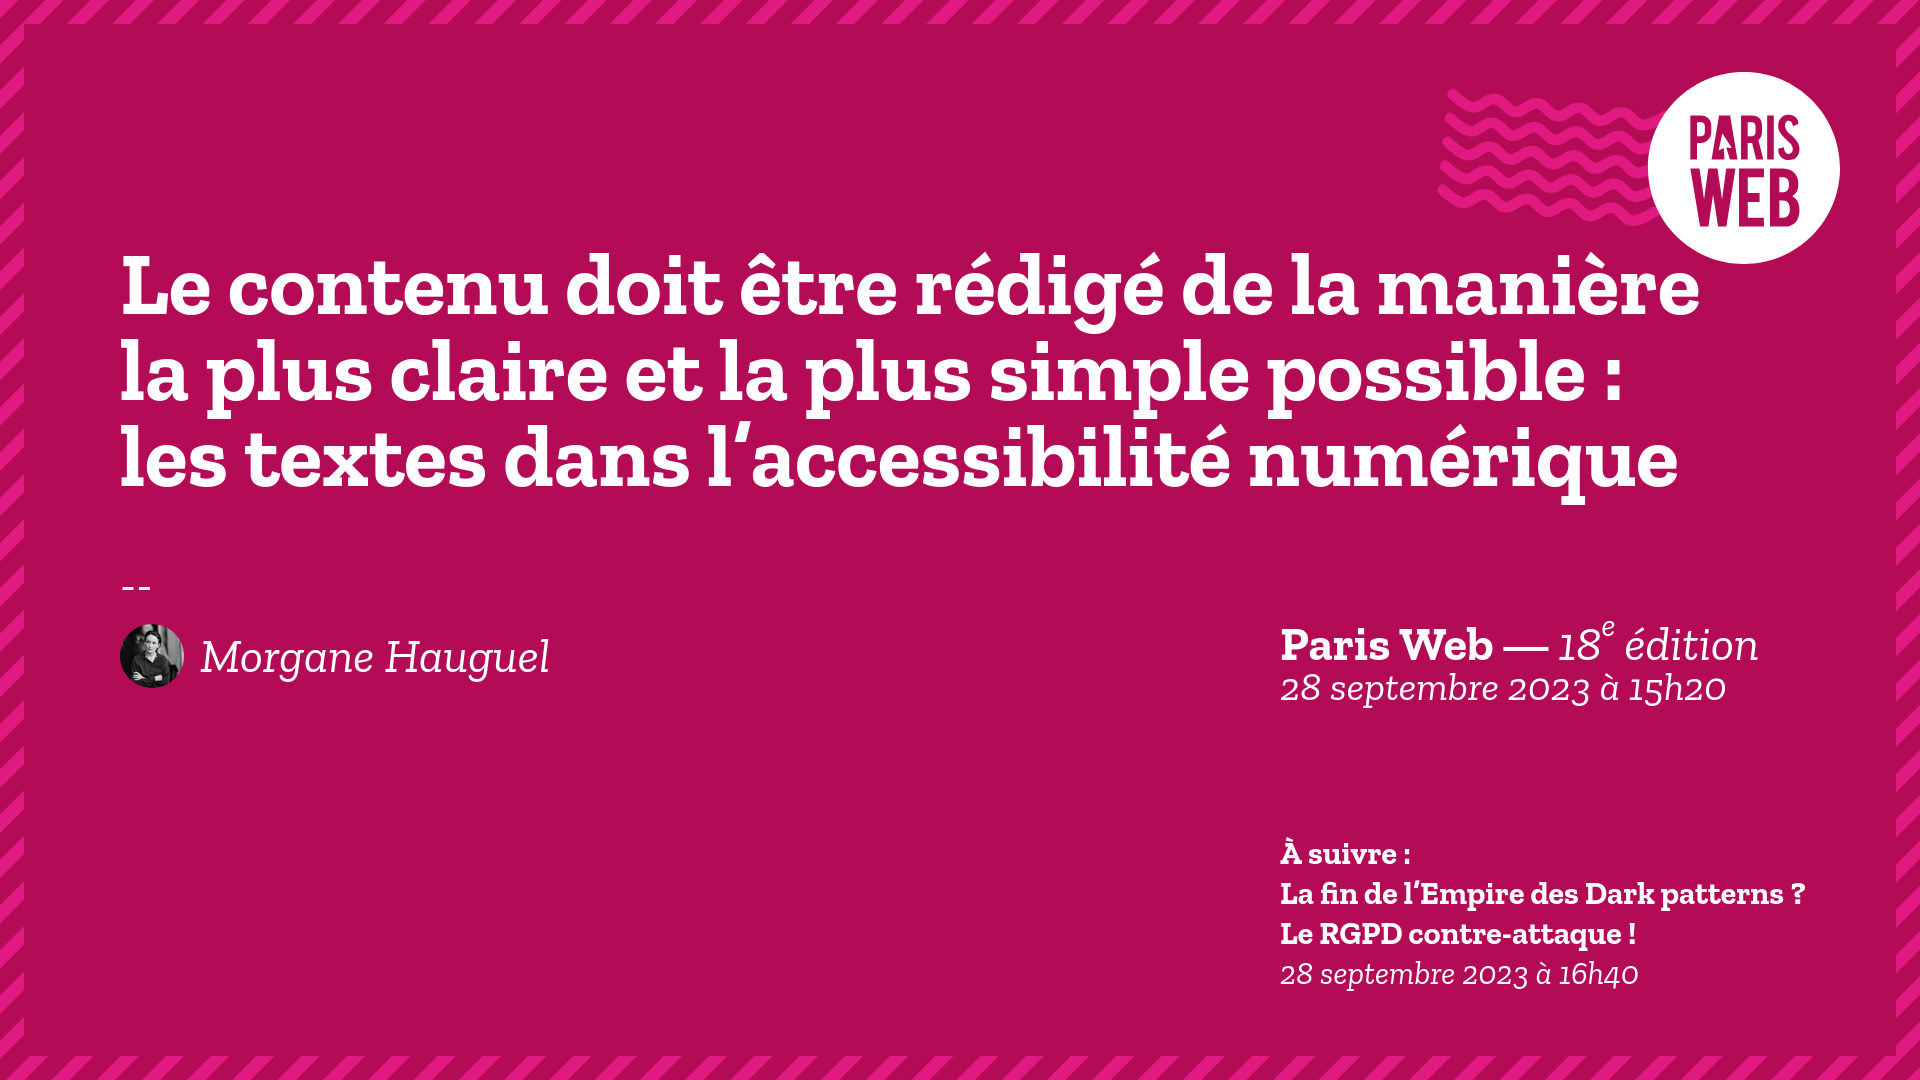 PARIS
WEB
Le contenu doit être rédigé de la manière
la plus claire et la plus simple possible :
les textes dans l’accessibilité numérique
--
Morgane Hauguel
Paris Web — 18e édition
28 septembre 2023 à 15h20
À suivre :
La fin de l’Empire des Dark patterns ?
Le RGPD contre-attaque !
28 septembre 2023 à 16h40